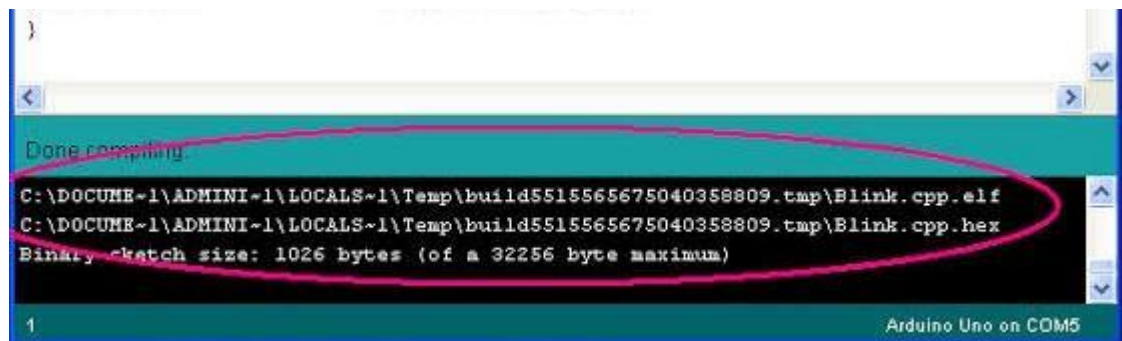 }
Done compiling.
C:\DOCUME~1\ADMINI~1\LOCALS~1\Temp\build5515565675040358809.tmp\Blink.cpp.elf
C:\DOCUME~1\ADMINI~1\LOCALS~1\Temp\build5515565675040358809.tmp\Blink.cpp.hex
Binary sketch size: 1026 bytes (of a 32256 byte maximum)
1
Arduino Uno on COM5